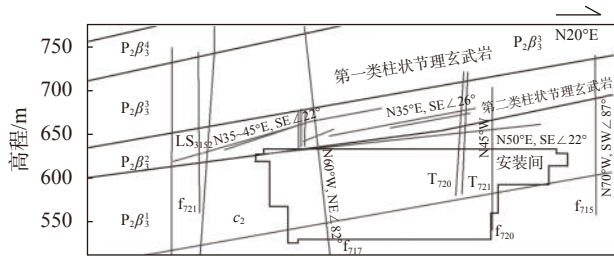 N20°E
P₂β₃⁴
P₂β₃³
750
第一类柱状节理玄武岩
700
P₂β₃³
N35°E, SE∠26°
第二类柱状节理玄武岩
高程/m
650
LS₃₁₅₂
N35~45°E, SE∠22°
N45°W
N50°E, SE∠22°
N70°W, SW∠87°
P₂β₃²
安装间
600
N60°W, NE∠82°
T₇₂₀
T₇₂₁
f₇₂₁
c₂
f₇₁₅
550
P₂β₃¹
f₇₂₀
f₇₁₇